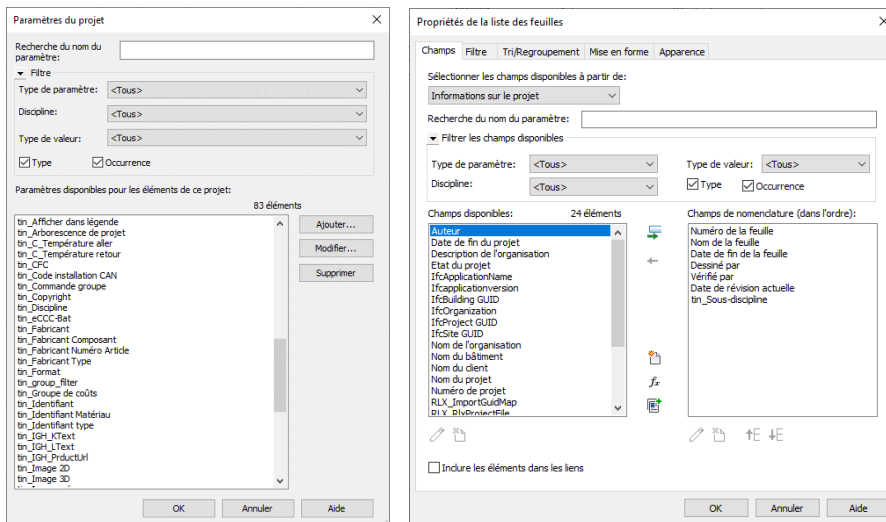 Paramètres du projet
Recherche du nom du
paramètre:
Filtre
Type de paramètre: <Tous>
Discipline: <Tous>
Type de valeur: <Tous>
Type Occurrence
Paramètres disponibles pour les éléments de ce projet:
83 éléments
tin_Afficher dans légende
tin_Arborescence de projet
tin_C_Température aller
tin_C_Température retour
tin_CFC
tin_Code installation CAN
tin_Commande groupe
tin_Copyright
tin_Discipline
tin_eCCC-Bat
tin_Fabricant
tin_Fabricant Composant
tin_Fabricant Numéro Article
tin_Fabricant Type
tin_Format
tin_group_filter
tin_Groupe de coûts
tin_Identifiant
tin_Identifiant Matériau
tin_Identifiant type
tin_IGH_KText
tin_IGH_LText
tin_IGH_PrductUrl
tin_Image 2D
tin_Image 3D
Ajouter...
Modifier...
Supprimer
OK Annuler Aide
Propriétés de la liste des feuilles
Champs Filtre Tri/Regroupement Mise en forme Apparence
Sélectionner les champs disponibles à partir de:
Informations sur le projet
Recherche du nom du paramètre:
Filtrer les champs disponibles
Type de paramètre: <Tous> Type de valeur: <Tous>
Discipline: <Tous> Type Occurrence
Champs disponibles: 24 éléments
Auteur
Date de fin du projet
Description de l'organisation
Etat du projet
IfcApplicationName
Ifcapplicationversion
IfcBuilding GUID
IfcOrganization
IfcProject GUID
IfcSite GUID
Nom de l'organisation
Nom du bâtiment
Nom du client
Nom du projet
Numéro de projet
RLX_ImportGuidMap
RLX_RlxProjectFile
fx
Champs de nomenclature (dans l'ordre):
Numéro de la feuille
Nom de la feuille
Date de fin de la feuille
Dessiné par
Vérifié par
Date de révision actuelle
tin_Sous-discipline
Indure les éléments dans les liens
OK Annuler Aide